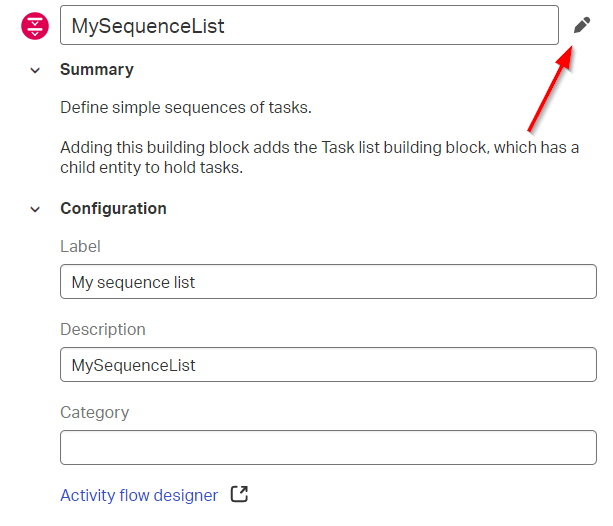 MySequenceList
Summary
Define simple sequences of tasks.
Adding this building block adds the Task list building block, which has a
child entity to hold tasks.
Configuration
Label
My sequence list
Description
MySequenceList
Category
Activity flow designer